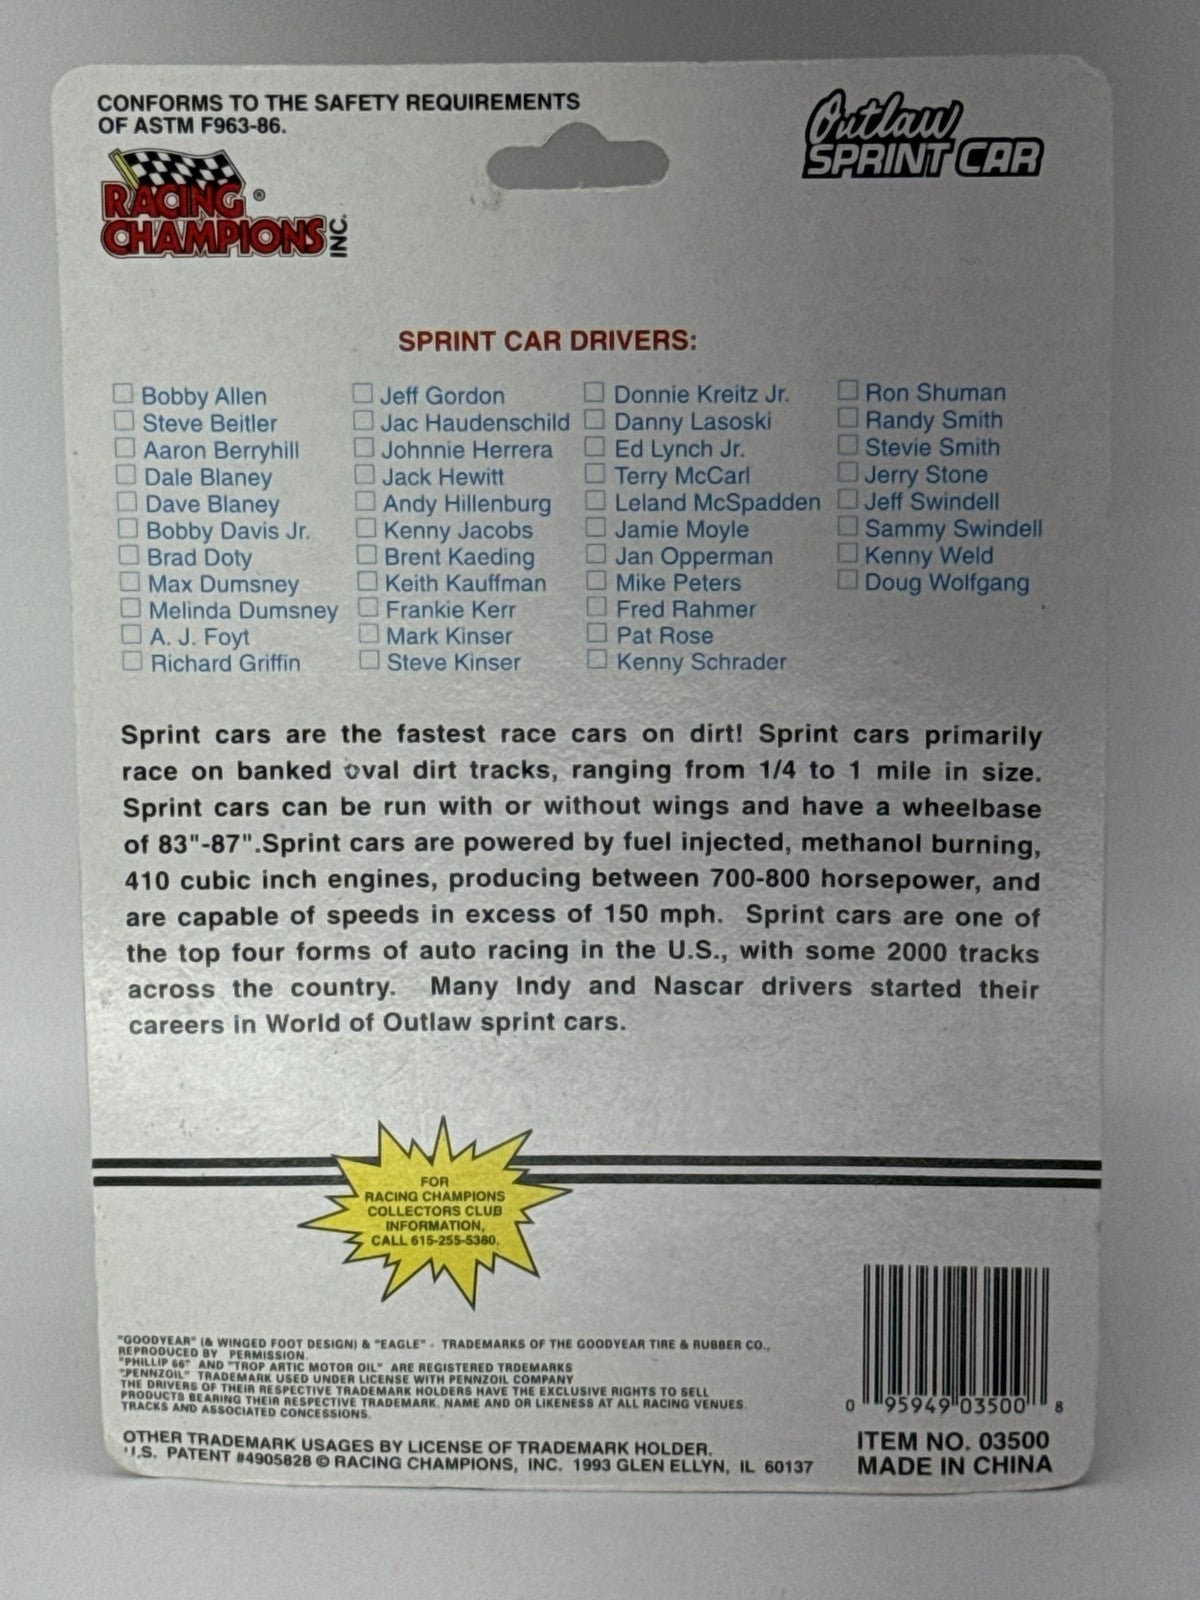 CONFORMS TO THE SAFETY REQUIREMENTS
OF ASTM F963-86.
RACING ®
CHAMPIONS INC.
Outlaw
SPRINT CAR
SPRINT CAR DRIVERS:
Bobby Allen
Steve Beitler
Aaron Berryhill
Dale Blaney
Dave Blaney
Bobby Davis Jr.
Brad Doty
Max Dumsney
Melinda Dumsney
A. J. Foyt
Richard Griffin
Jeff Gordon
Jac Haudenschild
Johnnie Herrera
Jack Hewitt
Andy Hillenburg
Kenny Jacobs
Brent Kaeding
Keith Kauffman
Frankie Kerr
Mark Kinser
Steve Kinser
Donnie Kreitz Jr.
Danny Lasoski
Ed Lynch Jr.
Terry McCarl
Leland McSpadden
Jamie Moyle
Jan Opperman
Mike Peters
Fred Rahmer
Pat Rose
Kenny Schrader
Ron Shuman
Randy Smith
Stevie Smith
Jerry Stone
Jeff Swindell
Sammy Swindell
Kenny Weld
Doug Wolfgang
Sprint cars are the fastest race cars on dirt! Sprint cars primarily
race on banked oval dirt tracks, ranging from 1/4 to 1 mile in size.
Sprint cars can be run with or without wings and have a wheelbase
of 83"-87".Sprint cars are powered by fuel injected, methanol burning,
410 cubic inch engines, producing between 700-800 horsepower, and
are capable of speeds in excess of 150 mph. Sprint cars are one of
the top four forms of auto racing in the U.S., with some 2000 tracks
across the country. Many Indy and Nascar drivers started their
careers in World of Outlaw sprint cars.
FOR
RACING CHAMPIONS
COLLECTORS CLUB
INFORMATION,
CALL 615-255-5360.
"GOODYEAR" (& WINGED FOOT DESIGN) & "EAGLE" - TRADEMARKS OF THE GOODYEAR TIRE & RUBBER CO.,
REPRODUCED BY PERMISSION.
"PHILLIP 66" AND "TROP ARTIC MOTOR OIL" ARE REGISTERED TRDEMARKS
"PENNZOIL" TRADEMARK USED UNDER LICENSE WITH PENNZOIL COMPANY
THE DRIVERS OF THEIR RESPECTIVE TRADEMARK HOLDERS HAVE THE EXCLUSIVE RIGHTS TO SELL
PRODUCTS BEARING THEIR RESPECTIVE TRADEMARK. NAME AND OR LIKENESS AT ALL RACING VENUES.
TRACKS AND ASSOCIATED CONCESSIONS.
OTHER TRADEMARK USAGES BY LICENSE OF TRADEMARK HOLDER.
U.S. PATENT #4905828 © RACING CHAMPIONS, INC. 1993 GLEN ELLYN, IL 60137
0 95949 03500 8
ITEM NO. 03500
MADE IN CHINA